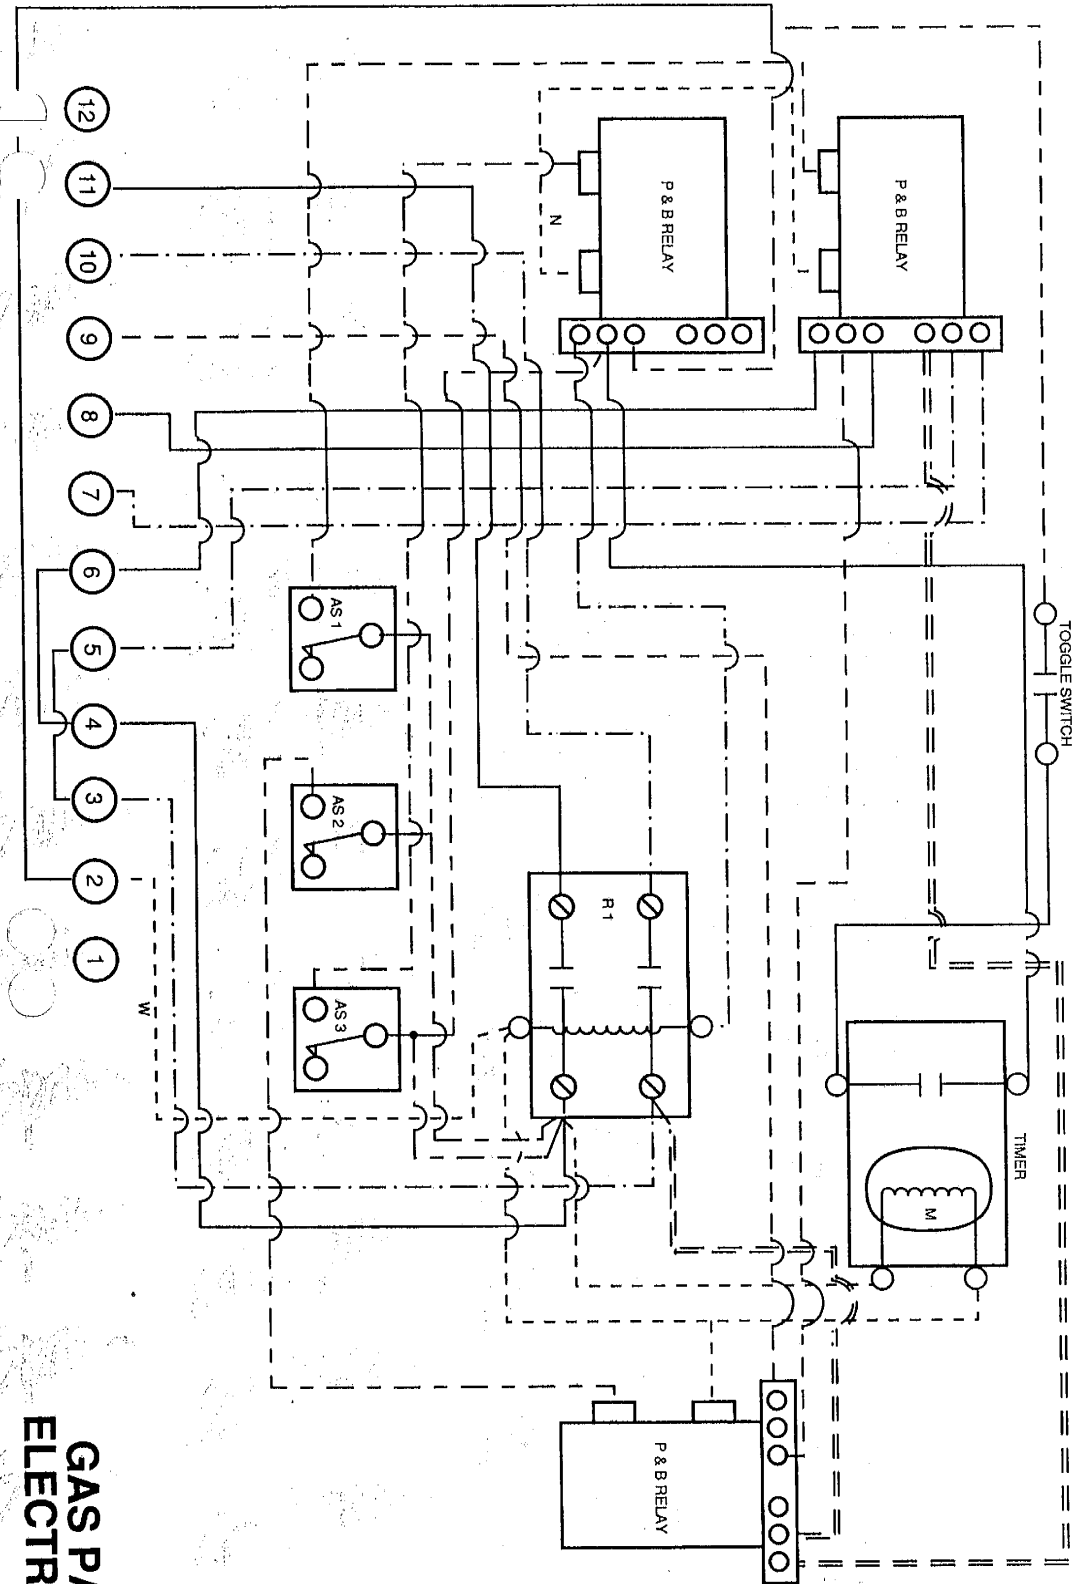 TOGGLE SWITCH
TIMER
M
P & B RELAY
P & B RELAY
P & B RELAY
N
R 1
AS 1
AS 2
AS 3
W
12
11
10
9
8
7
6
5
4
3
2
1
GAS PA
ELECTR